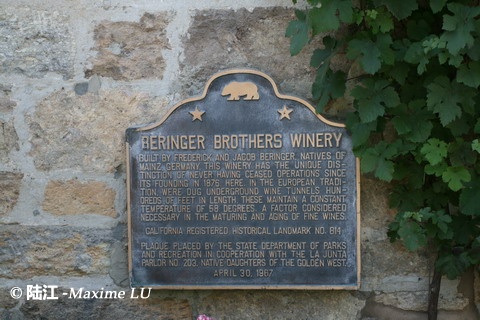 BERINGER BROTHERS WINERY
BUILT BY FREDERICK AND JACOB BERINGER, NATIVES OF
MAINZ, GERMANY, THIS WINERY HAS THE UNIQUE DIS-
TINCTION OF NEVER HAVING CEASED OPERATIONS SINCE
ITS FOUNDING IN 1876. HERE, IN THE EUROPEAN TRADI-
TION, WERE DUG UNDERGROUND WINE TUNNELS HUN-
DREDS OF FEET IN LENGTH. THESE MAINTAIN A CONSTANT
TEMPERATURE OF 58 DEGREES, A FACTOR CONSIDERED
NECESSARY IN THE MATURING AND AGING OF FINE WINES.
CALIFORNIA REGISTERED HISTORICAL LANDMARK NO. 814
PLAQUE PLACED BY THE STATE DEPARTMENT OF PARKS
AND RECREATION IN COOPERATION WITH THE LA JUNTA
PARLOR NO. 203, NATIVE DAUGHTERS OF THE GOLDEN WEST.
APRIL 30, 1967
© 陆江 -Maxime LU